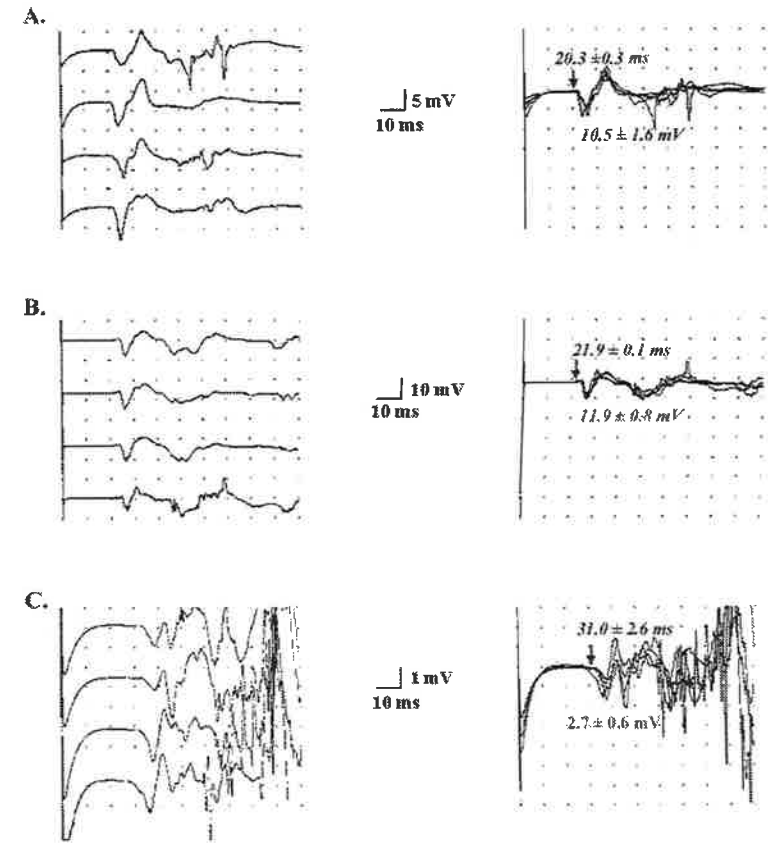 A.
20.3 ± 0.3 ms
5 mV
10 ms
10.5 ± 1.6 mV
B.
21.9 ± 0.1 ms
10 mV
10 ms
11.9 ± 0.8 mV
C.
31.0 ± 2.6 ms
1 mV
10 ms
2.7 ± 0.6 mV